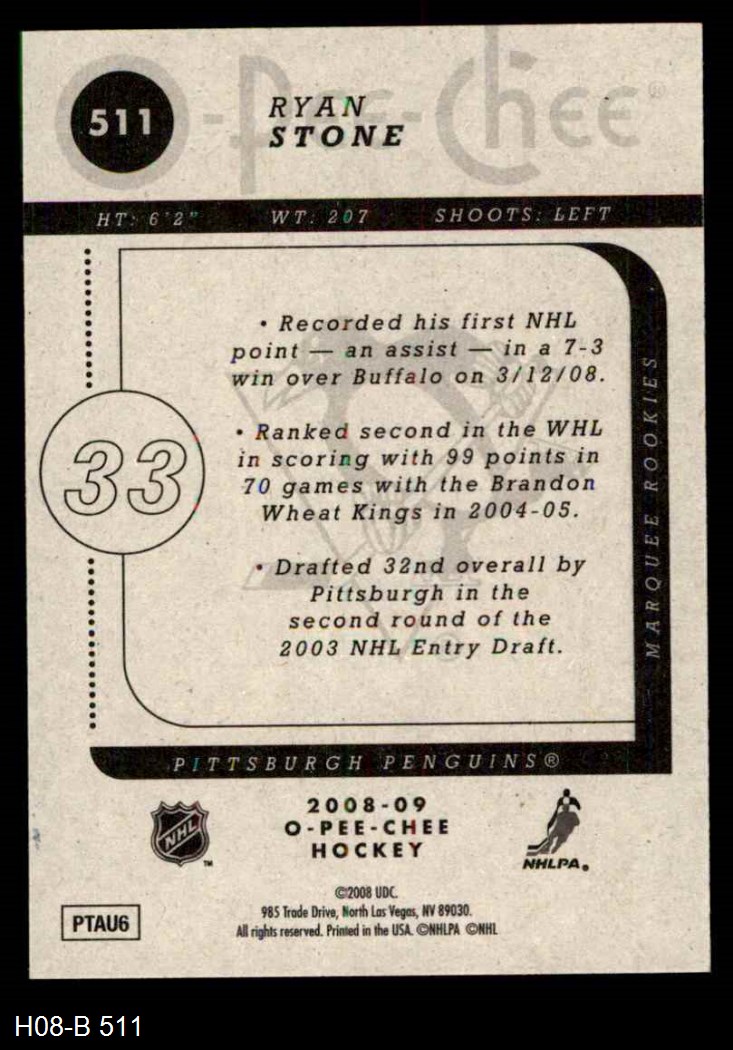 O-Pee-Chee®
511
RYAN
STONE
HT: 6'2"
WT: 207
SHOOTS: LEFT
• Recorded his first NHL
point — an assist — in a 7-3
win over Buffalo on 3/12/08.
33
• Ranked second in the WHL
in scoring with 99 points in
70 games with the Brandon
Wheat Kings in 2004-05.
• Drafted 32nd overall by
Pittsburgh in the
second round of the
2003 NHL Entry Draft.
MARQUEE ROOKIES
PITTSBURGH PENGUINS®
NHL™
2008-09
O-PEE-CHEE
HOCKEY
NHLPA®
©2008 UDC.
985 Trade Drive, North Las Vegas, NV 89030.
All rights reserved. Printed in the USA. ©NHLPA ©NHL
PTAU6
H08-B 511